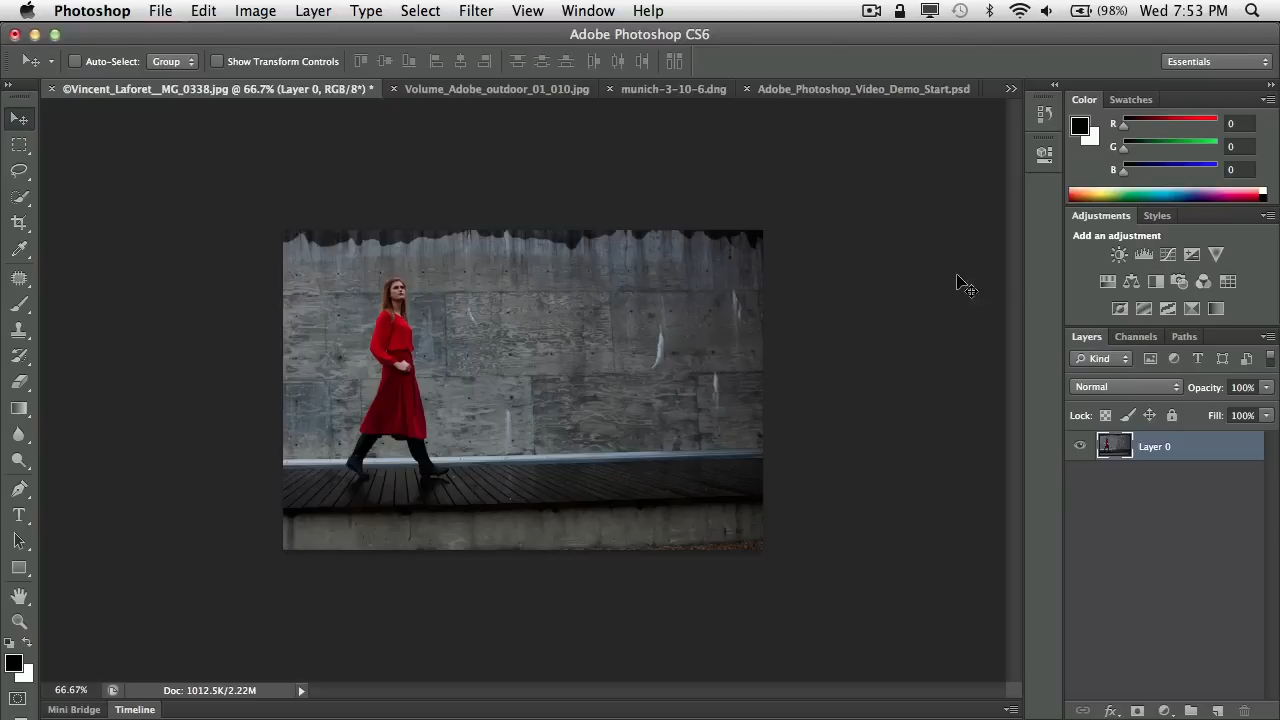 Photoshop File Edit Image Layer Type Select Filter View Window Help (98%) Wed 7:53 PM
Adobe Photoshop CS6
Auto-Select: Group Show Transform Controls Essentials
©Vincent_Laforet__MG_0338.jpg @ 66.7% (Layer 0, RGB/8*) * Volume_Adobe_outdoor_01_010.jpg munich-3-10-6.dng Adobe_Photoshop_Video_Demo_Start.psd
Color Swatches
R 0
G 0
B 0
Adjustments Styles
Add an adjustment
Layers Channels Paths
Kind
Normal Opacity: 100%
Lock: Fill: 100%
Layer 0
T
66.67% Doc: 1012.5K/2.22M
Mini Bridge Timeline
fx